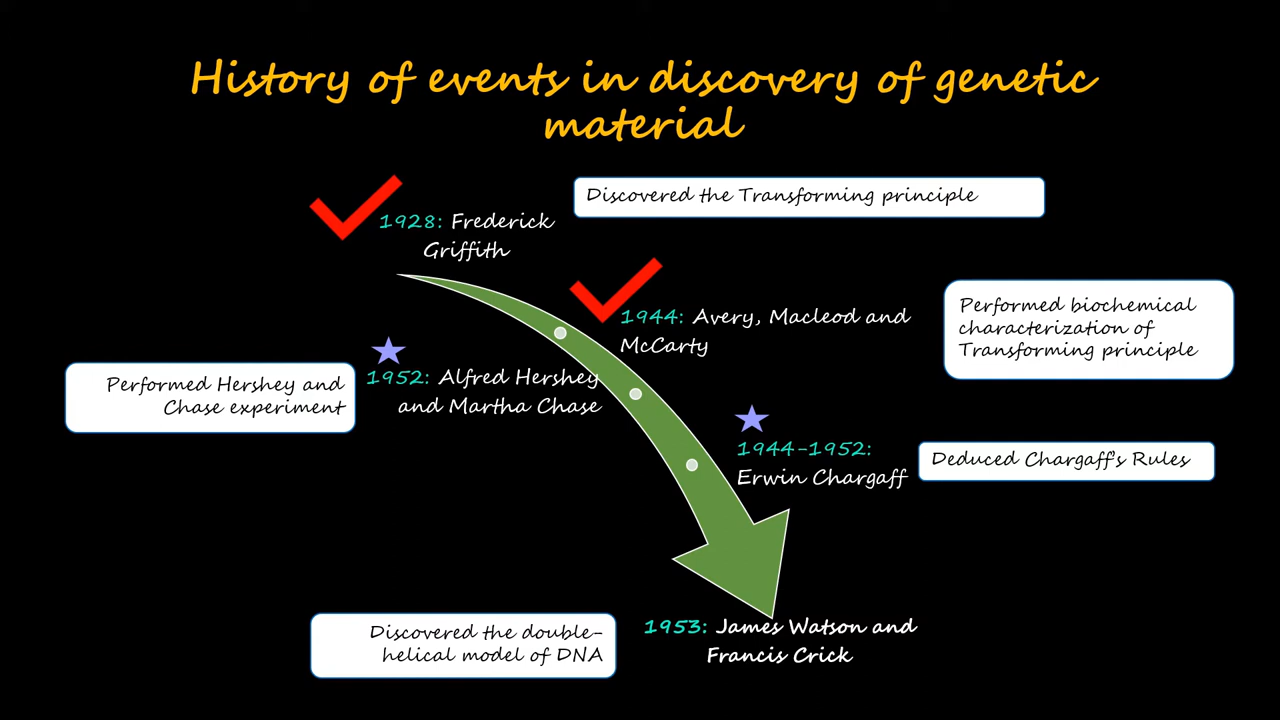 History of events in discovery of genetic
material
Discovered the Transforming principle
1928: Frederick
Griffith
1944: Avery, Macleod and
McCarty
Performed biochemical
characterization of
Transforming principle
Performed Hershey and
Chase experiment
1952: Alfred Hershey
and Martha Chase
1944-1952:
Erwin Chargaff
Deduced Chargaff's Rules
Discovered the double-
helical model of DNA
1953: James Watson and
Francis Crick